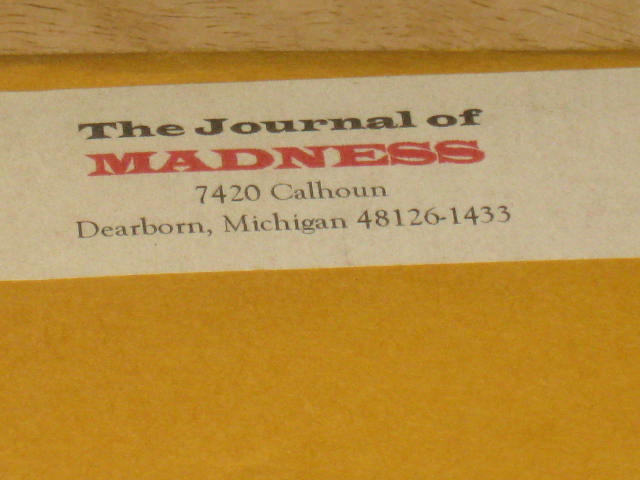 The Journal of
MADNESS
7420 Calhoun
Dearborn, Michigan 48126-1433